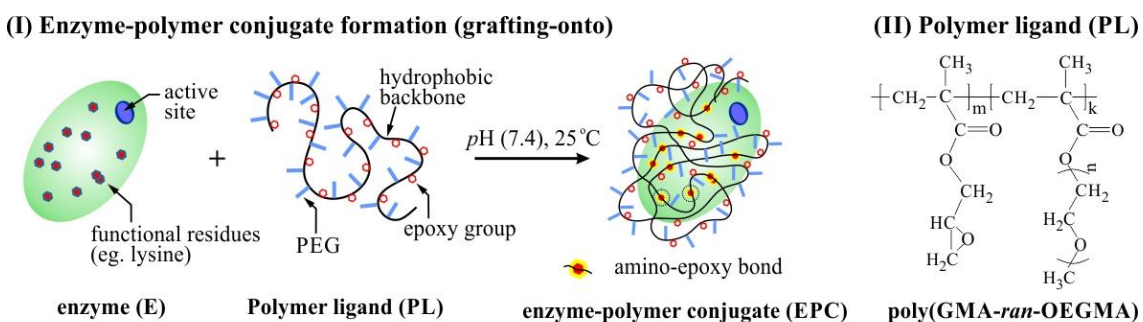 (I) Enzyme-polymer conjugate formation (grafting-onto)
(II) Polymer ligand (PL)
active
site
+
functional residues
(eg. lysine)
enzyme (E)
hydrophobic
backbone
PEG
epoxy group
Polymer ligand (PL)
pH (7.4), 25 °C
amino-epoxy bond
enzyme-polymer conjugate (EPC)
CH₃ CH₃
CH₂ m CH₂ k
O O
O O
CH₂ n CH₂
HC H₂C
O O
H₂C H₃C
poly(GMA-ran-OEGMA)